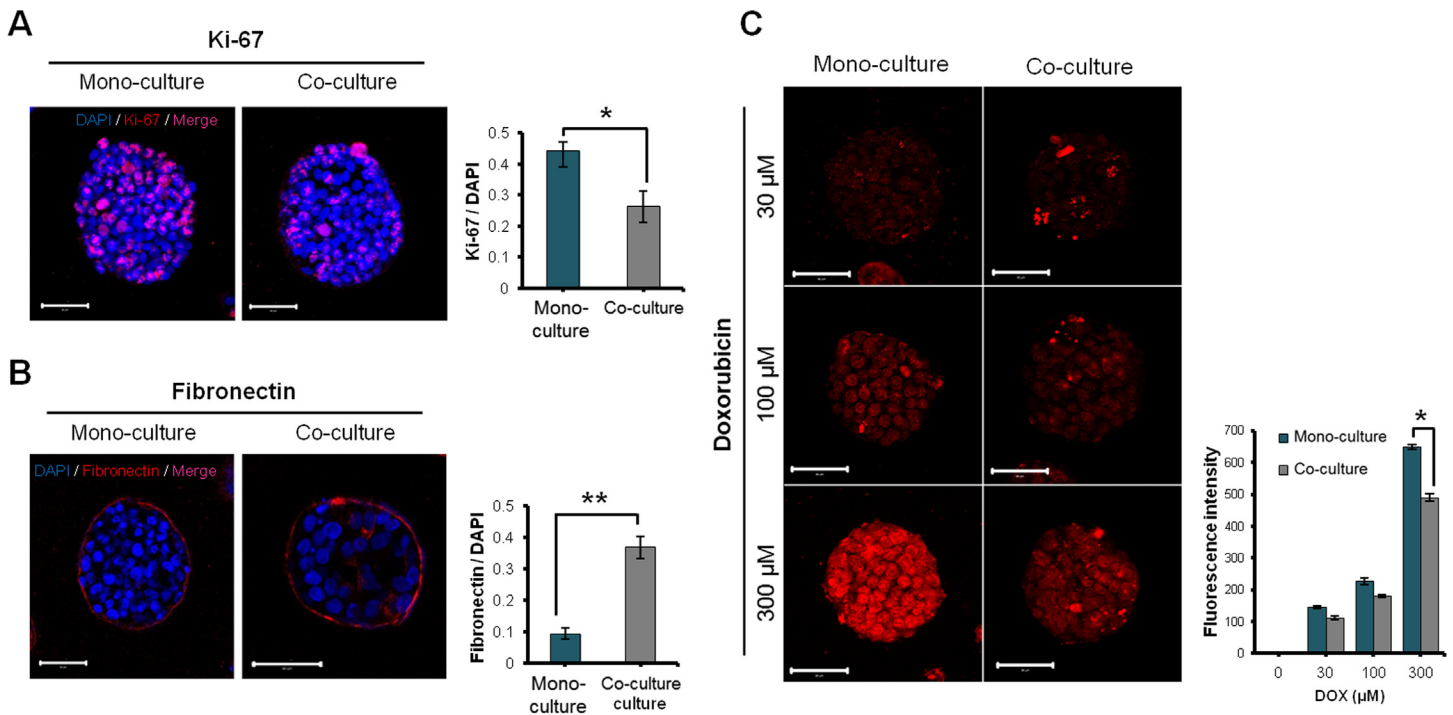 A
Ki-67
Mono-culture
Co-culture
DAPI / Ki-67 / Merge
Ki-67 / DAPI
0.5
0.4
0.3
0.2
0.1
0
*
Mono-
culture
Co-culture
B
Fibronectin
Mono-culture
Co-culture
DAPI / Fibronectin / Merge
Fibronectin / DAPI
0.5
0.4
0.3
0.2
0.1
0
**
Mono-
culture
Co-culture
culture
C
Mono-culture
Co-culture
Doxorubicin
30 µM
100 µM
300 µM
Fluorescence intensity
700
600
500
400
300
200
100
0
Mono-culture
Co-culture
*
0
30
100
300
DOX (µM)